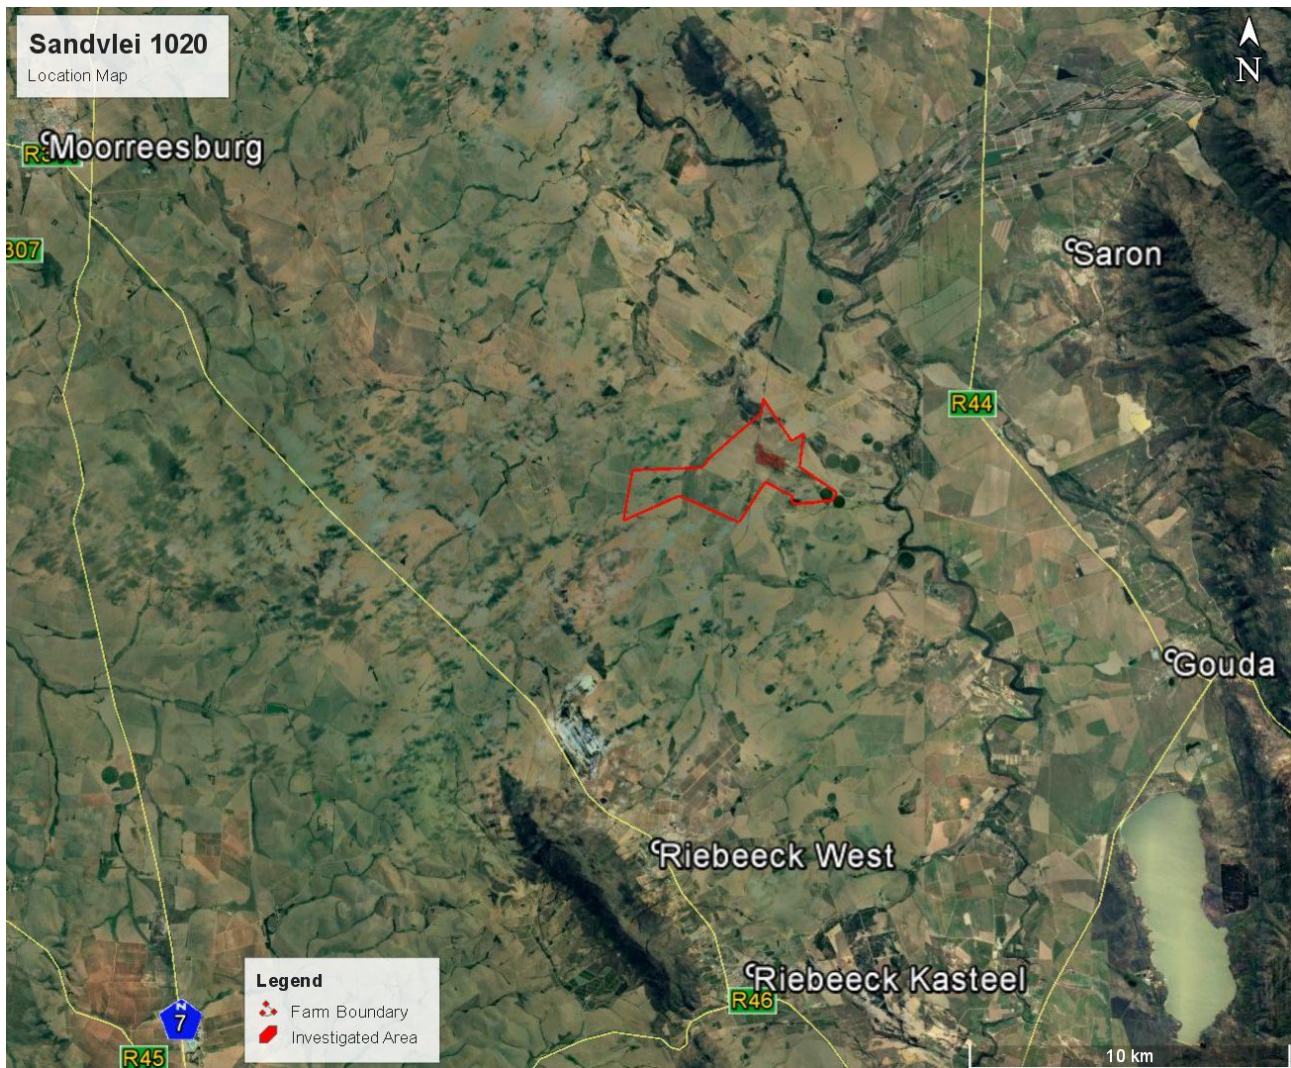 Sandvlei 1020
Location Map
N
Moorreesburg
307
Saron
R44
Gouda
Riebeeck West
Riebeeck Kasteel
R46
Legend
Farm Boundary
Investigated Area
N
7
R45
10 km